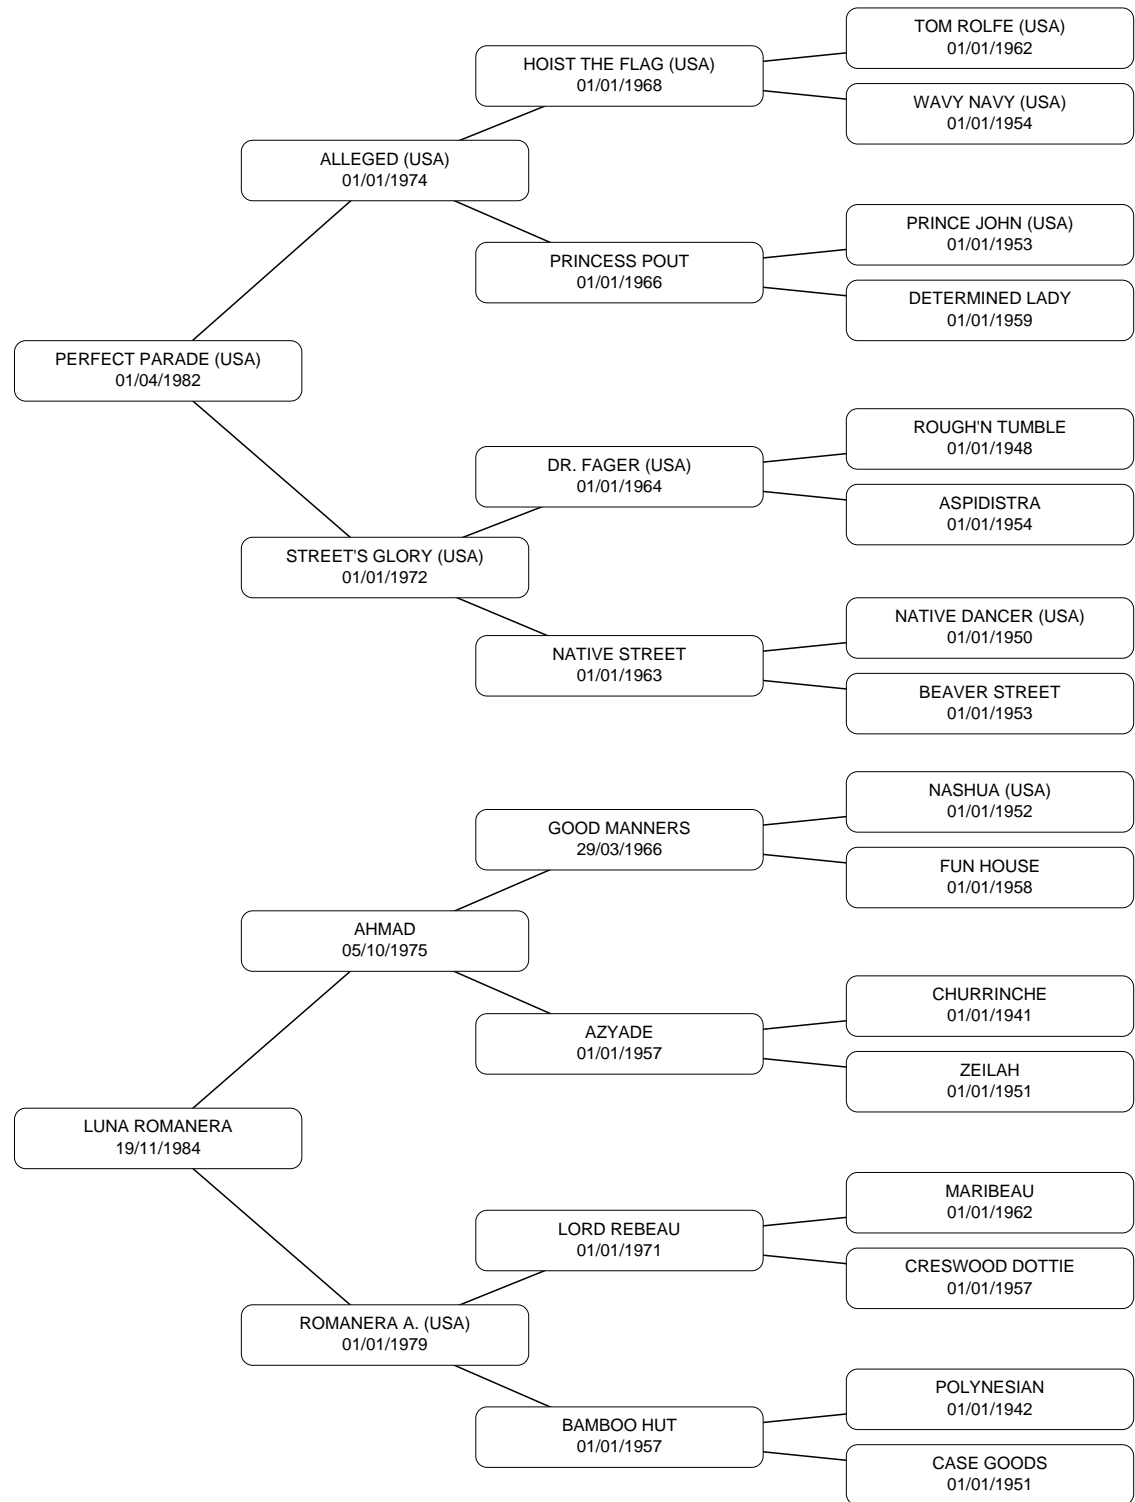 TOM ROLFE (USA)
01/01/1962
HOIST THE FLAG (USA)
01/01/1968
WAVY NAVY (USA)
01/01/1954
ALLEGED (USA)
01/01/1974
PRINCE JOHN (USA)
01/01/1953
PRINCESS POUT
01/01/1966
DETERMINED LADY
01/01/1959
PERFECT PARADE (USA)
01/04/1982
ROUGH'N TUMBLE
01/01/1948
DR. FAGER (USA)
01/01/1964
ASPIDISTRA
01/01/1954
STREET'S GLORY (USA)
01/01/1972
NATIVE DANCER (USA)
01/01/1950
NATIVE STREET
01/01/1963
BEAVER STREET
01/01/1953
NASHUA (USA)
01/01/1952
GOOD MANNERS
29/03/1966
FUN HOUSE
01/01/1958
AHMAD
05/10/1975
CHURRINCHE
01/01/1941
AZYADE
01/01/1957
ZEILAH
01/01/1951
LUNA ROMANERA
19/11/1984
MARIBEAU
01/01/1962
LORD REBEAU
01/01/1971
CRESWOOD DOTTIE
01/01/1957
ROMANERA A. (USA)
01/01/1979
POLYNESIAN
01/01/1942
BAMBOO HUT
01/01/1957
CASE GOODS
01/01/1951